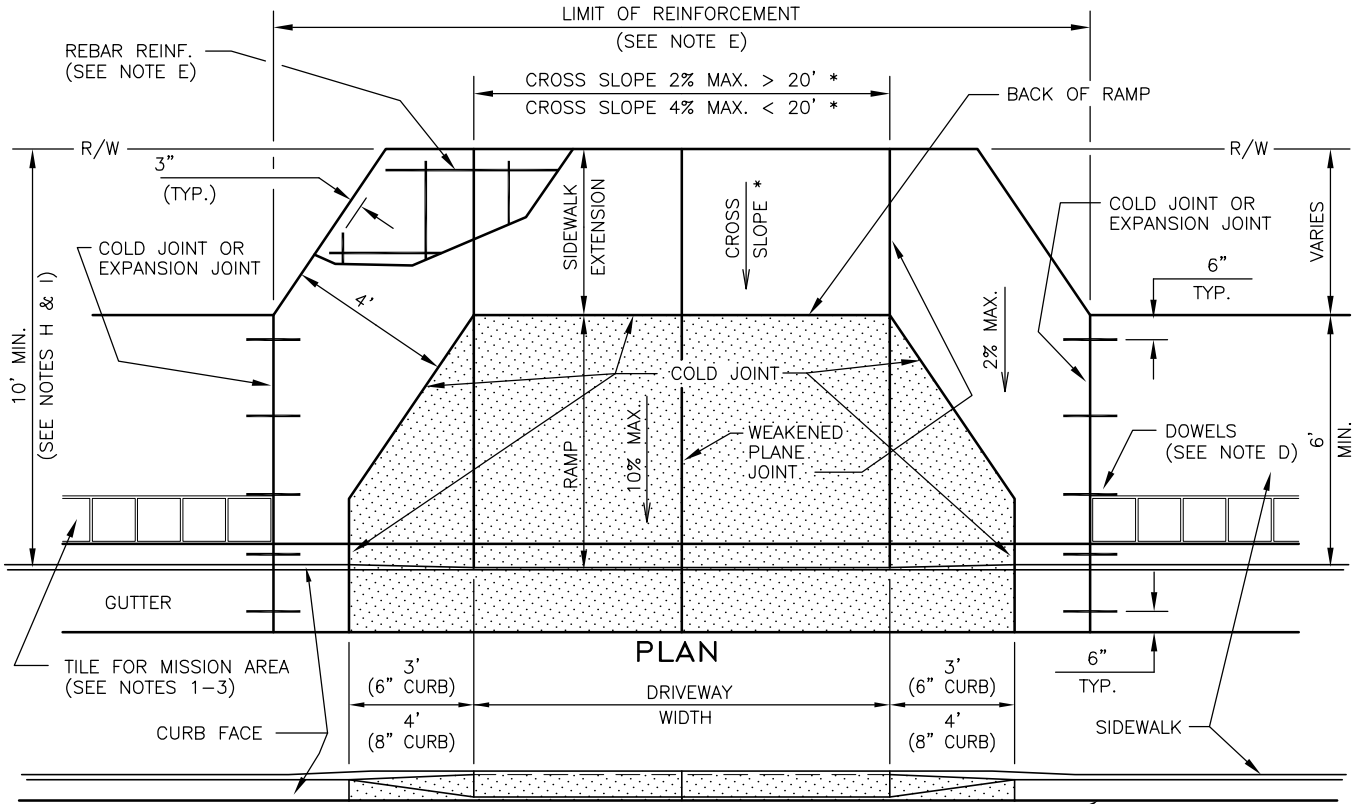 LIMIT OF REINFORCEMENT
(SEE NOTE E)
REBAR REINF.
(SEE NOTE E)
CROSS SLOPE 2% MAX. > 20' *
CROSS SLOPE 4% MAX. < 20' *
BACK OF RAMP
R/W
R/W
3"
(TYP.)
SIDEWALK
EXTENSION
CROSS
SLOPE *
COLD JOINT OR
EXPANSION JOINT
VARIES
COLD JOINT OR
EXPANSION JOINT
6"
TYP.
4'
10' MIN.
(SEE NOTES H & I)
2% MAX.
COLD JOINT
RAMP
10% MAX.
WEAKENED
PLANE
JOINT
DOWELS
(SEE NOTE D)
6'
MIN.
GUTTER
PLAN
TILE FOR MISSION AREA
(SEE NOTES 1-3)
3'
(6" CURB)
4'
(8" CURB)
DRIVEWAY
WIDTH
3'
(6" CURB)
4'
(8" CURB)
6"
TYP.
CURB FACE
SIDEWALK